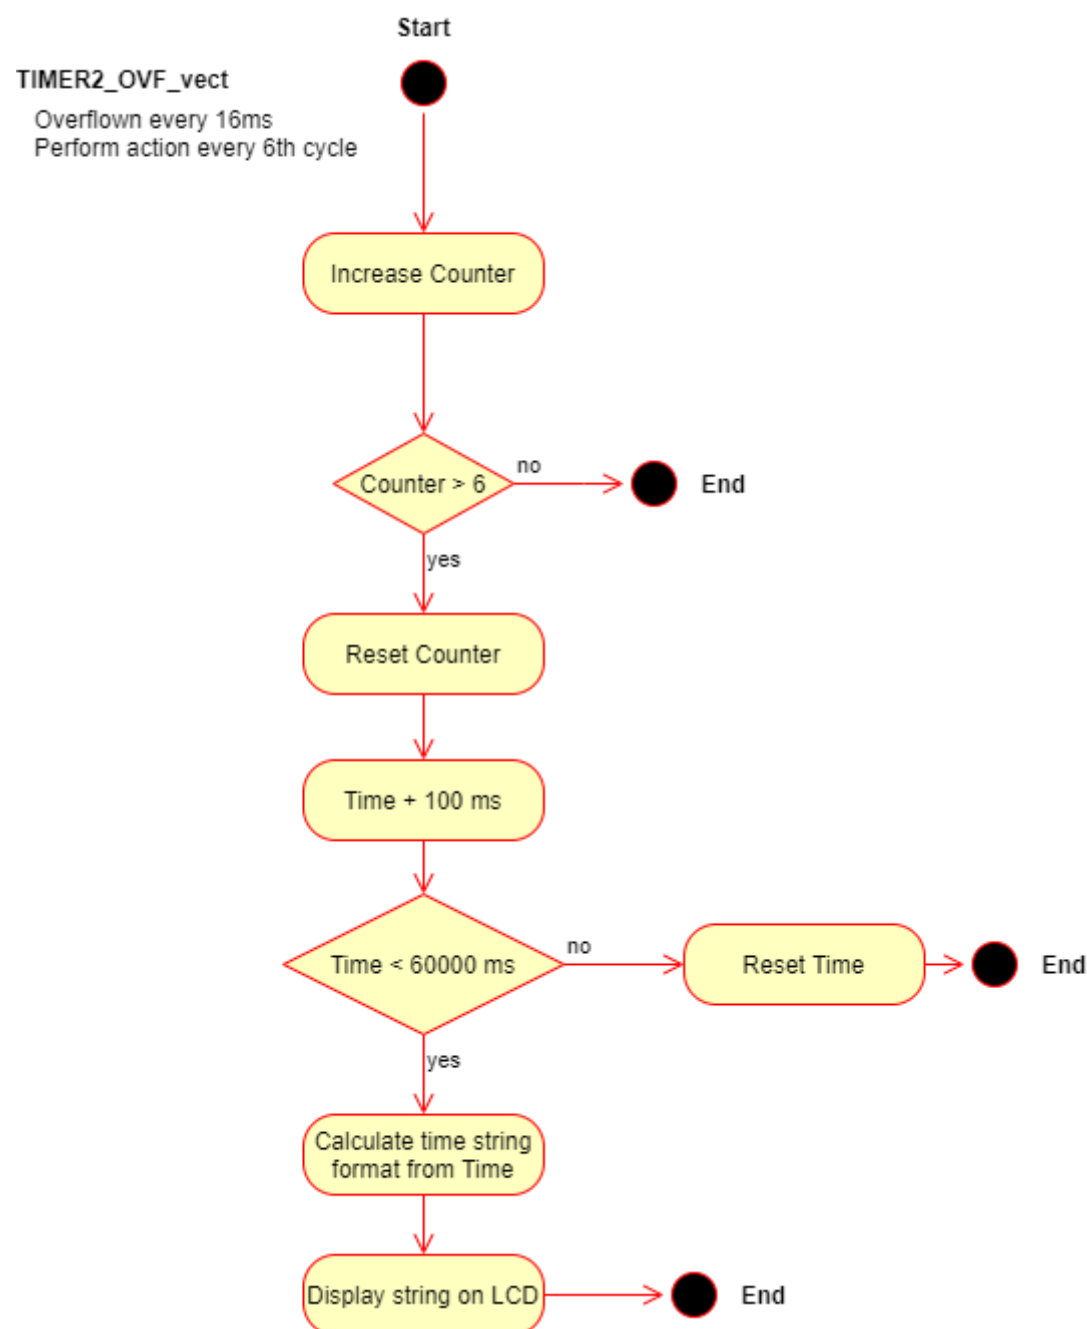 Start
TIMER2_OVF_vect
Overflown every 16ms
Perform action every 6th cycle
Increase Counter
Counter > 6
no
End
yes
Reset Counter
Time + 100 ms
Time < 60000 ms
no
Reset Time
End
yes
Calculate time string
format from Time
Display string on LCD
End